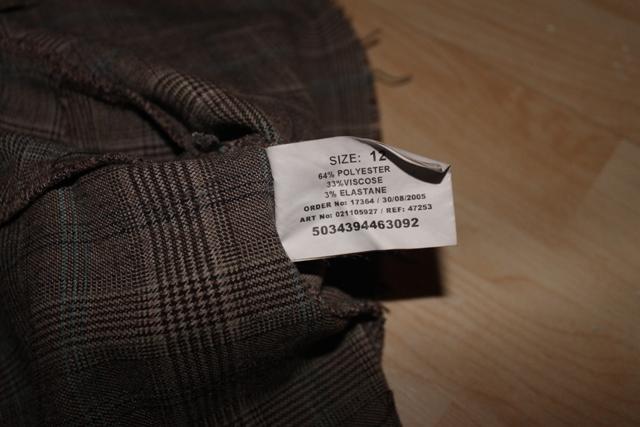 SIZE: 12
64% POLYESTER
33%VISCOSE
3% ELASTANE
ORDER No: 17364 / 30/08/2005
ART No: 021105927 / REF: 47253
5034394463092